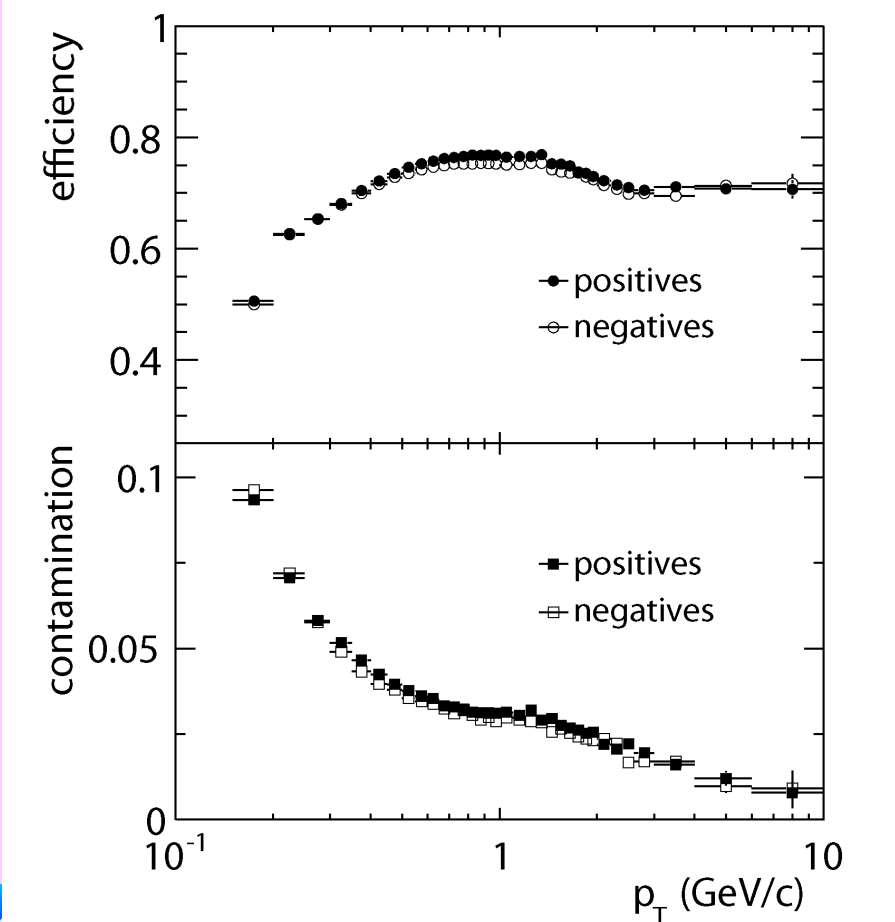 1
efficiency
0.8
0.6
positives
negatives
0.4
contamination
0.1
positives
negatives
0.05
0
10-1
1
10
pT (GeV/c)